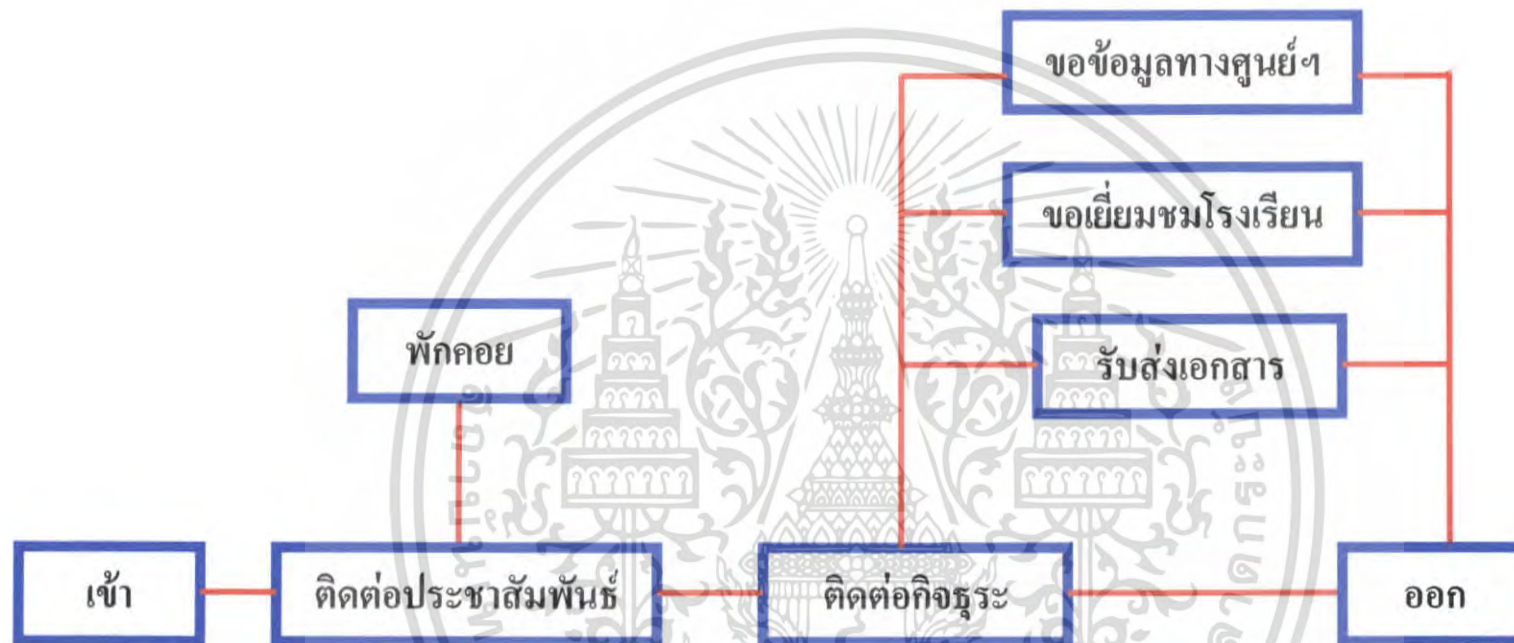 ขอข้อมูลทางศูนย์ฯ
ขอเยี่ยมชมโรงเรียน
พักคอย
รับส่งเอกสาร
เข้า
ติดต่อประชาสัมพันธ์
ติดต่อกิจธุระ
ออก